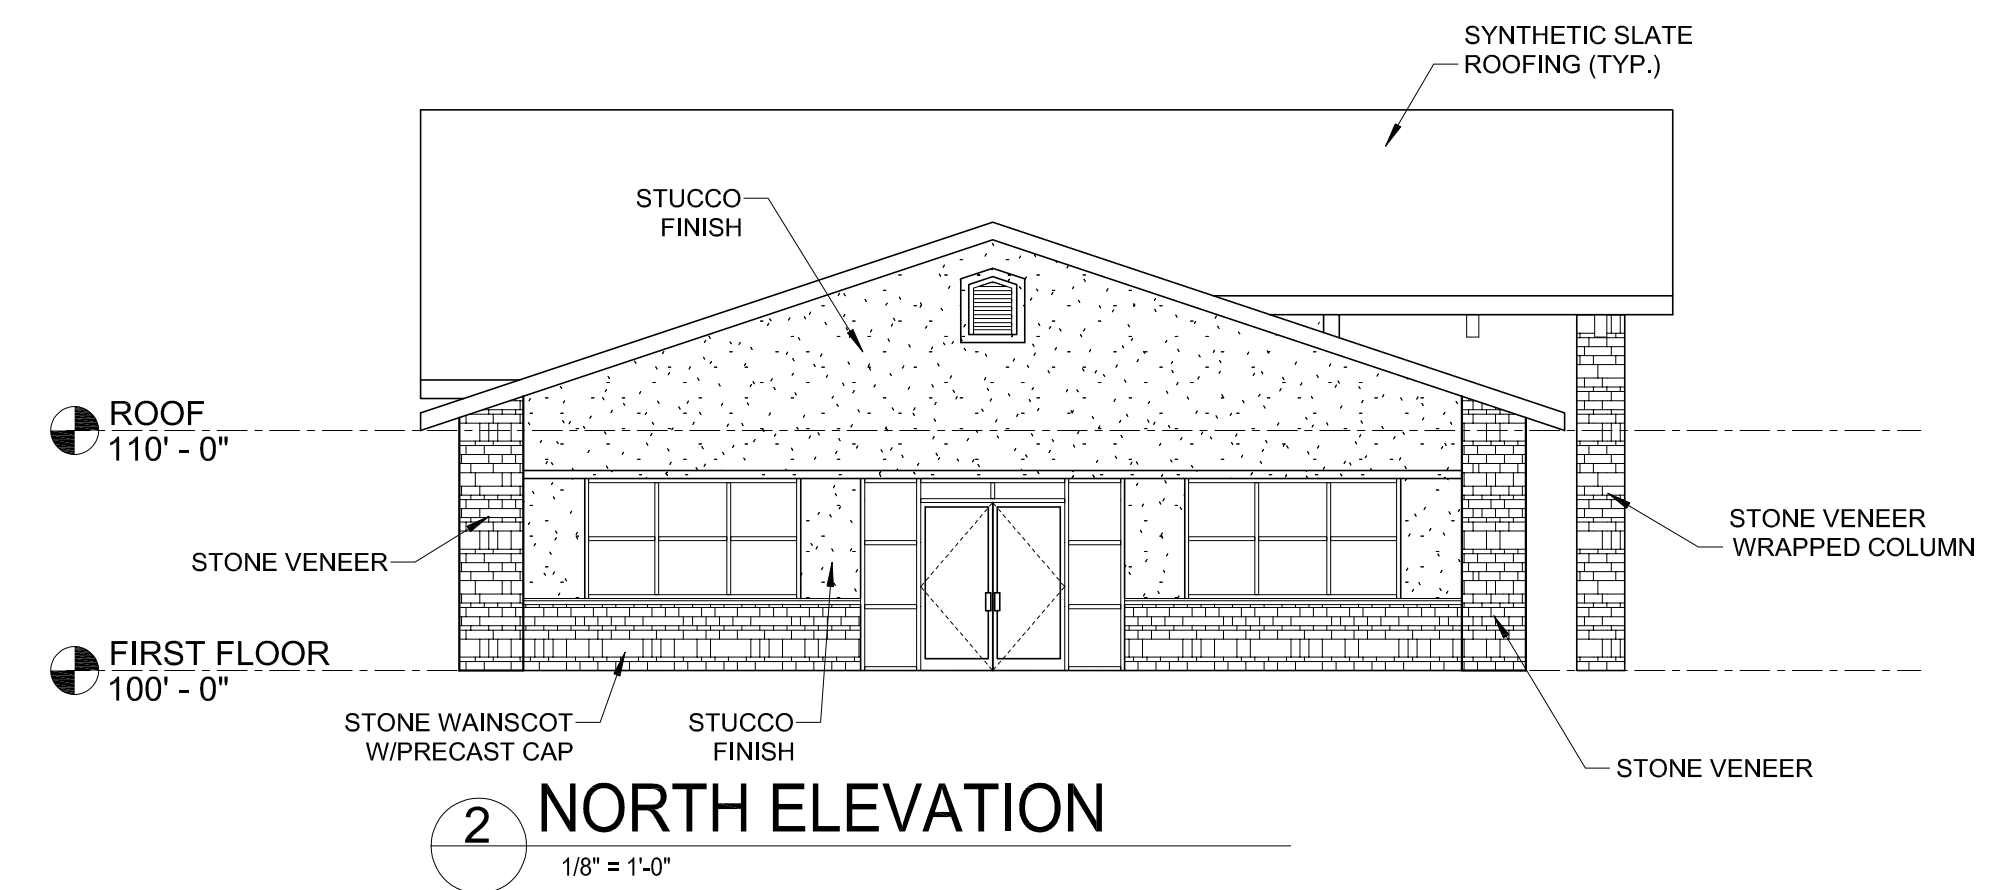 SYNTHETIC SLATE
ROOFING (TYP.)
STUCCO
FINISH
ROOF
110' - 0"
STONE VENEER
WRAPPED COLUMN
STONE VENEER
FIRST FLOOR
100' - 0"
STONE WAINSCOT
W/PRECAST CAP
STUCCO
FINISH
STONE VENEER
2
NORTH ELEVATION
1/8" = 1'-0"